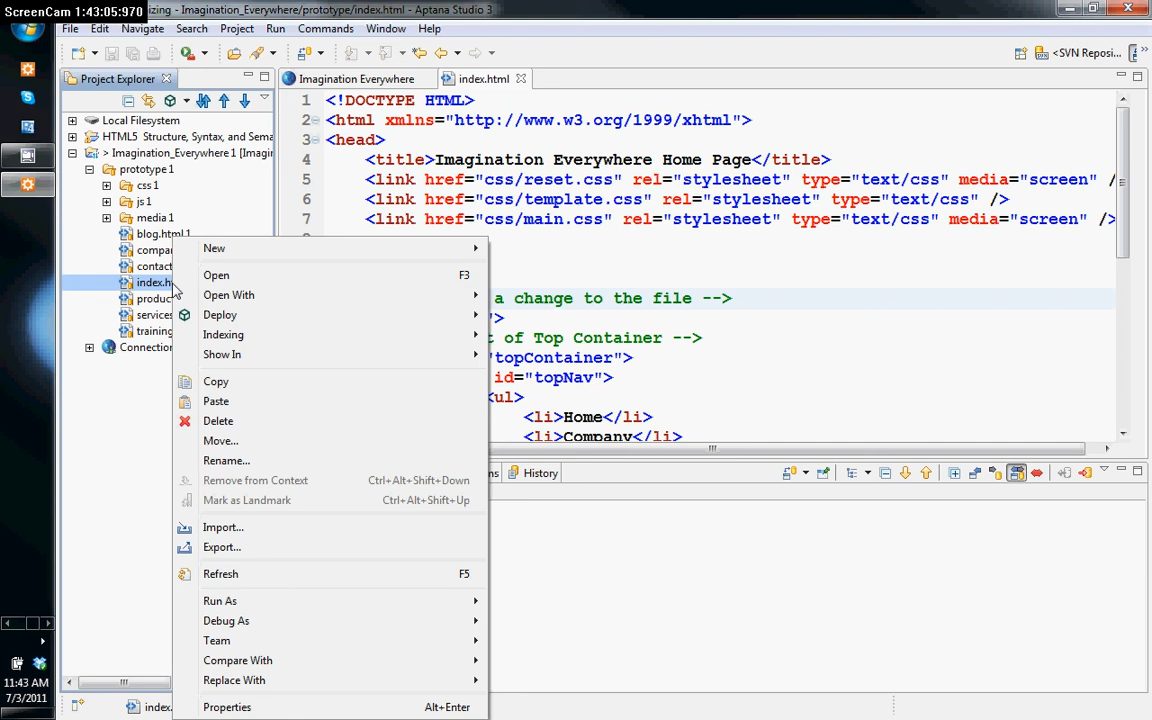 ScreenCam 1:43:05:970
izing - Imagination_Everywhere/prototype/index.html - Aptana Studio 3
File Edit Navigate Search Project Run Commands Window Help
<SVN Reposi...
Project Explorer
Imagination Everywhere
index.html
Local Filesystem
HTML5 Structure, Syntax, and Sema
> Imagination_Everywhere 1 [Imagin
prototype 1
css 1
js 1
media 1
blog.html 1
compa
contact
index.h
produc
services
training
Connection
1 <!DOCTYPE HTML>
2 <html xmlns="http://www.w3.org/1999/xhtml">
3 <head>
4 <title>Imagination Everywhere Home Page</title>
5 <link href="css/reset.css" rel="stylesheet" type="text/css" media="screen" /
6 <link href="css/template.css" rel="stylesheet" type="text/css" />
7 <link href="css/main.css" rel="stylesheet" type="text/css" media="screen" />
a change to the file -->
">
t of Top Container -->
"topContainer">
id="topNav">
<ul>
<li>Home</li>
<li>Company</li>
New
Open F3
Open With
Deploy
Indexing
Show In
Copy
Paste
Delete
Move...
Rename...
Remove from Context Ctrl+Alt+Shift+Down
Mark as Landmark Ctrl+Alt+Shift+Up
Import...
Export...
Refresh F5
Run As
Debug As
Team
Compare With
Replace With
Properties Alt+Enter
ns
History
11:43 AM
7/3/2011
index.